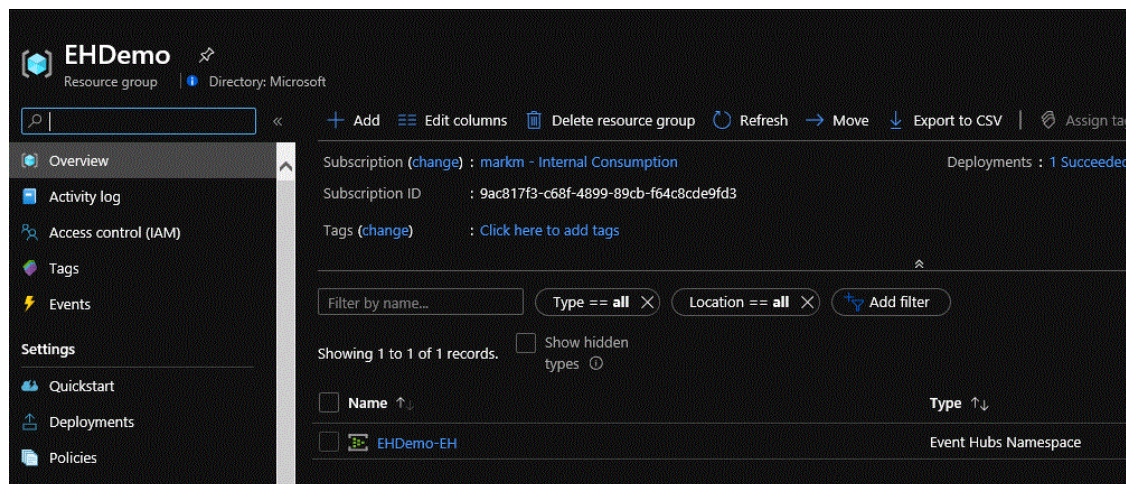 EHDemo
Resource group Directory: Microsoft
Add Edit columns Delete resource group Refresh Move Export to CSV Assign tag
Overview
Activity log
Access control (IAM)
Tags
Events
Settings
Quickstart
Deployments
Policies
Subscription (change) : markm - Internal Consumption Deployments : 1 Succeeded
Subscription ID : 9ac817f3-c68f-4899-89cb-f64c8cde9fd3
Tags (change) : Click here to add tags
Filter by name... Type == all Location == all Add filter
Showing 1 to 1 of 1 records. Show hidden
types
Name Type
EHDemo-EH Event Hubs Namespace